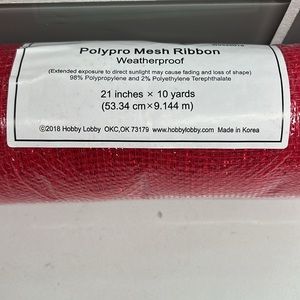 Polypro Mesh Ribbon
Weatherproof
(Extended exposure to direct sunlight may cause fading and loss of shape)
98% Polypropylene and 2% Polyethylene Terephthalate
21 inches × 10 yards
(53.34 cm×9.144 m)
©2018 Hobby Lobby OKC,OK 73179 www.hobbylobby.com Made in Korea